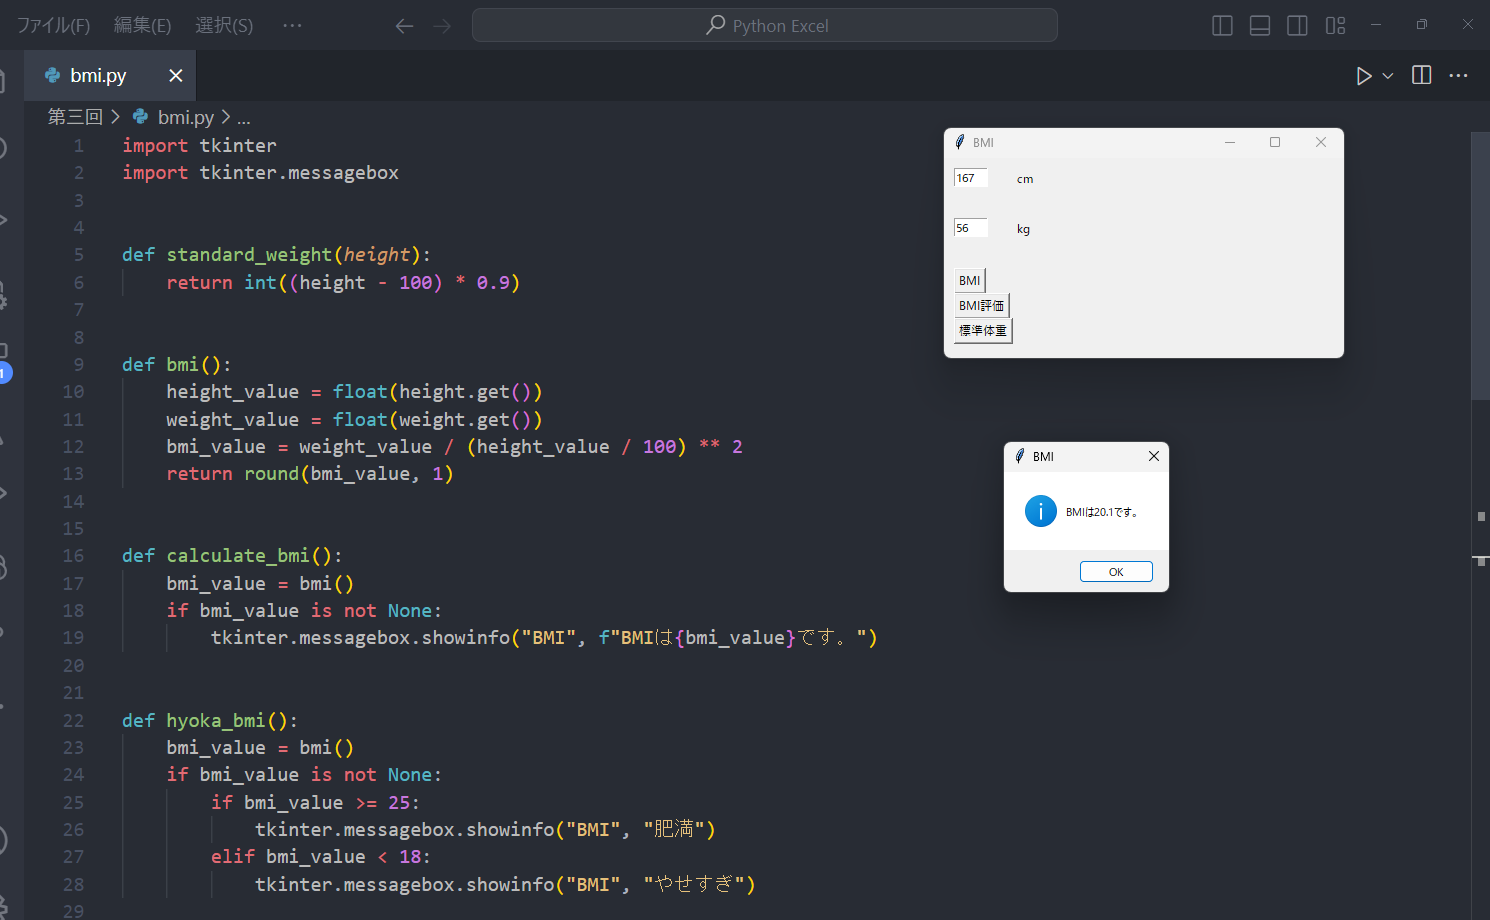 ファイル(F) 編集(E) 選択(S) ··· Python Excel
bmi.py
第三回 > bmi.py > ...
1 import tkinter
2 import tkinter.messagebox
3
4
5 def standard_weight(height):
6 return int((height - 100) * 0.9)
7
8
9 def bmi():
10 height_value = float(height.get())
11 weight_value = float(weight.get())
12 bmi_value = weight_value / (height_value / 100) ** 2
13 return round(bmi_value, 1)
14
15
16 def calculate_bmi():
17 bmi_value = bmi()
18 if bmi_value is not None:
19 tkinter.messagebox.showinfo("BMI", f"BMIは{bmi_value}です。")
20
21
22 def hyoka_bmi():
23 bmi_value = bmi()
24 if bmi_value is not None:
25 if bmi_value >= 25:
26 tkinter.messagebox.showinfo("BMI", "肥満")
27 elif bmi_value < 18:
28 tkinter.messagebox.showinfo("BMI", "やせすぎ")
29
BMI
167 cm
56 kg
BMI
BMI評価
標準体重
BMI
BMIは20.1です。
OK